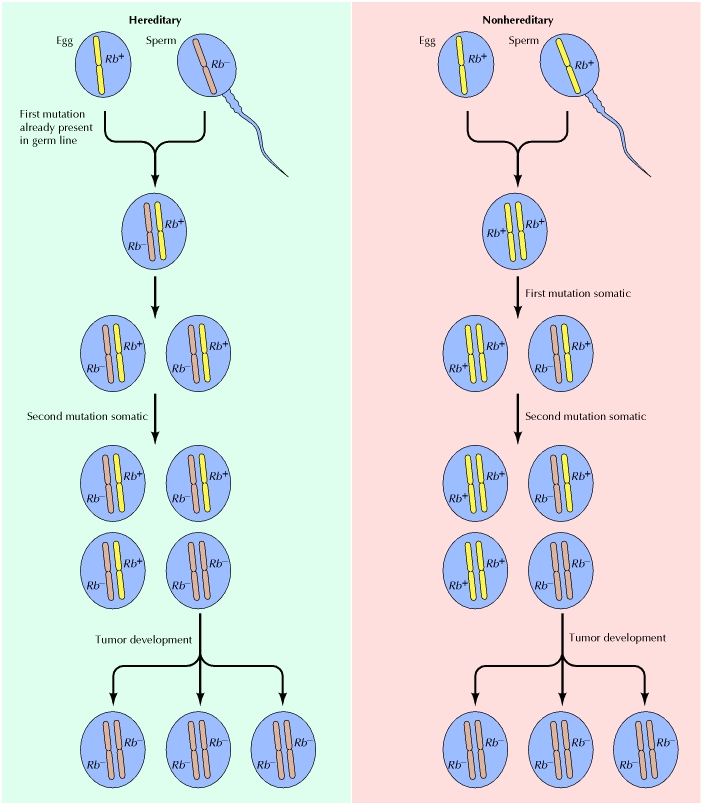 Hereditary
Egg
Sperm
Rb+
Rb–
First mutation
already present
in germ line
Rb+
Rb–
Rb+
Rb–
Rb+
Rb–
Second mutation somatic
Rb+
Rb–
Rb+
Rb–
Rb+
Rb–
Rb–
Rb–
Tumor development
Rb–
Rb–
Rb–
Rb–
Rb–
Rb–
Nonhereditary
Egg
Sperm
Rb+
Rb+
Rb+
Rb+
First mutation somatic
Rb+
Rb+
Rb+
Rb–
Second mutation somatic
Rb+
Rb+
Rb+
Rb–
Rb+
Rb+
Rb–
Rb–
Tumor development
Rb–
Rb–
Rb–
Rb–
Rb–
Rb–